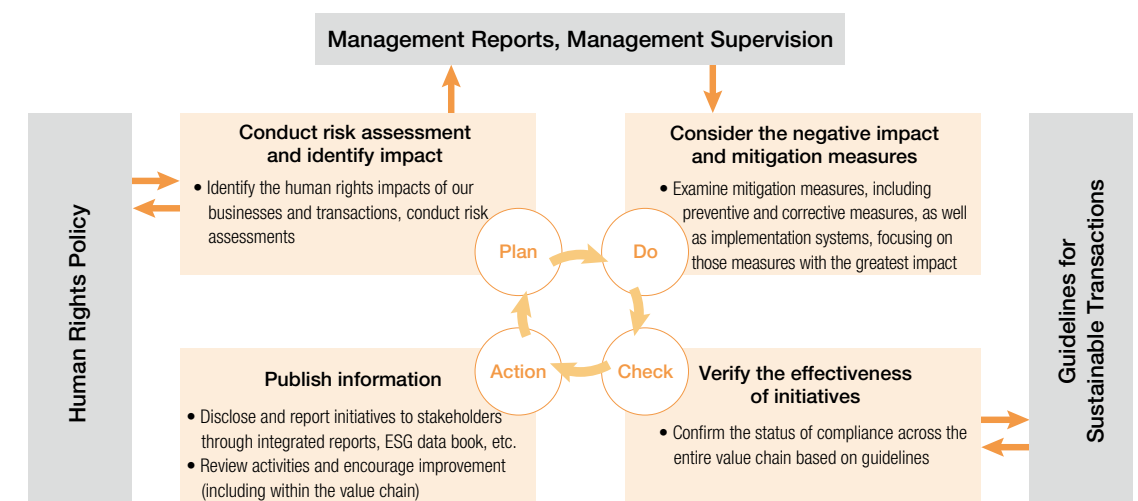 Management Reports, Management Supervision
Human Rights Policy
Conduct risk assessment
and identify impact
• Identify the human rights impacts of our
businesses and transactions, conduct risk
assessments
Plan
Consider the negative impact
and mitigation measures
• Examine mitigation measures, including
preventive and corrective measures, as well
as implementation systems, focusing on
those measures with the greatest impact
Do
Publish information
• Disclose and report initiatives to stakeholders
through integrated reports, ESG data book, etc.
• Review activities and encourage improvement
(including within the value chain)
Action
Check
Verify the effectiveness
of initiatives
• Confirm the status of compliance across the
entire value chain based on guidelines
Guidelines for
Sustainable Transactions